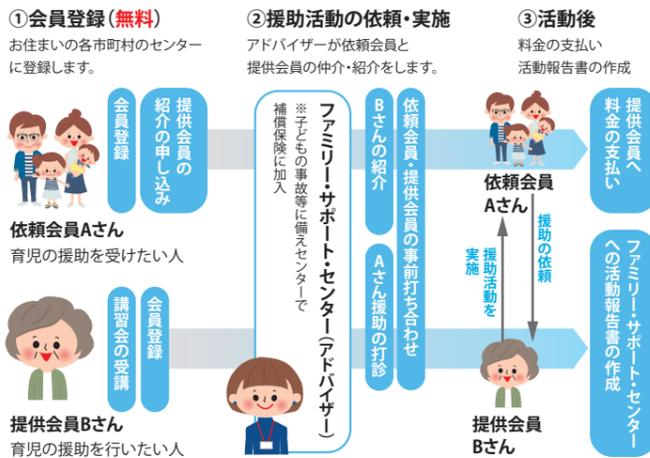 ①会員登録（無料）
お住まいの各市町村のセンター
に登録します。
会員登録
提供会員の
紹介の申し込み
依頼会員Aさん
育児の援助を受けたい人
講習会の受講
会員登録
提供会員Bさん
育児の援助を行いたい人
②援助活動の依頼・実施
アドバイザーが依頼会員と
提供会員の仲介・紹介をします。
ファミリー・サポート・センター（アドバイザー）
※子どもの事故等に備えセンターで
補償保険に加入
Bさんの紹介
Aさん援助の打診
依頼会員・提供会員の事前打ち合わせ
③活動後
料金の支払い
活動報告書の作成
依頼会員
Aさん
援助の依頼
援助活動を
実施
提供会員
Bさん
提供会員へ
料金の支払い
ファミリー・サポート・センター
への活動報告書の作成